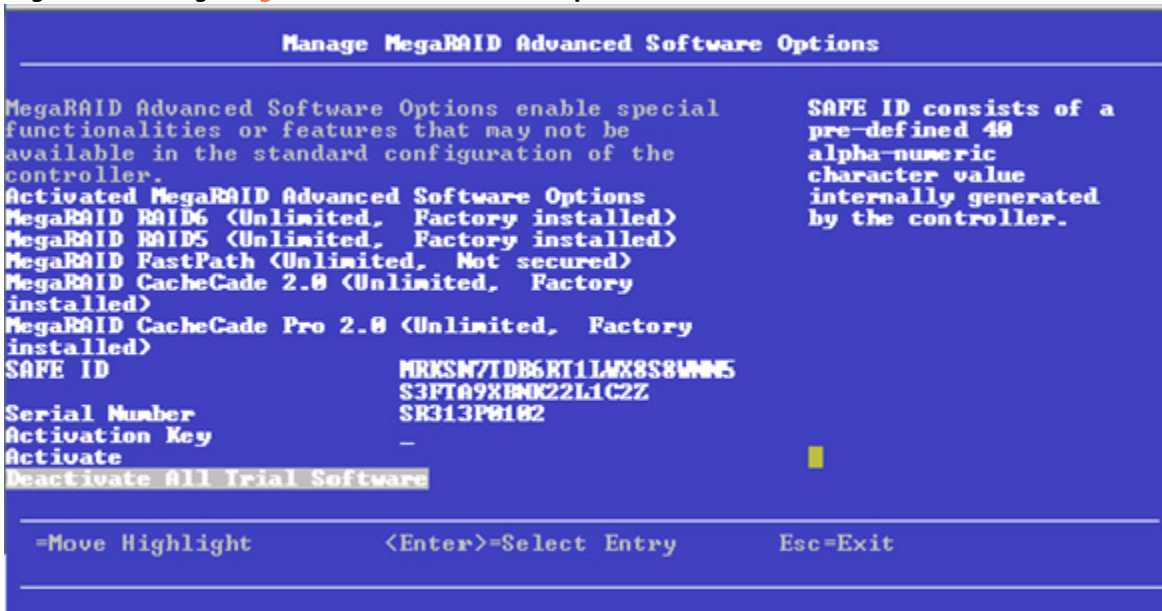 Manage MegaRAID Advanced Software Options
MegaRAID Advanced Software Options enable special
functionalities or features that may not be
available in the standard configuration of the
controller.
Activated MegaRAID Advanced Software Options
MegaRAID RAID6 (Unlimited, Factory installed)
MegaRAID RAID5 (Unlimited, Factory installed)
MegaRAID FastPath (Unlimited, Not secured)
MegaRAID CacheCade 2.0 (Unlimited, Factory
installed)
MegaRAID CacheCade Pro 2.0 (Unlimited, Factory
installed)
SAFE ID
Serial Number SR313P0102
Activation Key _
Activate
Deactivate All Trial Software
SAFE ID consists of a
pre-defined 40
alpha-numeric
character value
internally generated
by the controller.
=Move Highlight <Enter>=Select Entry Esc=Exit